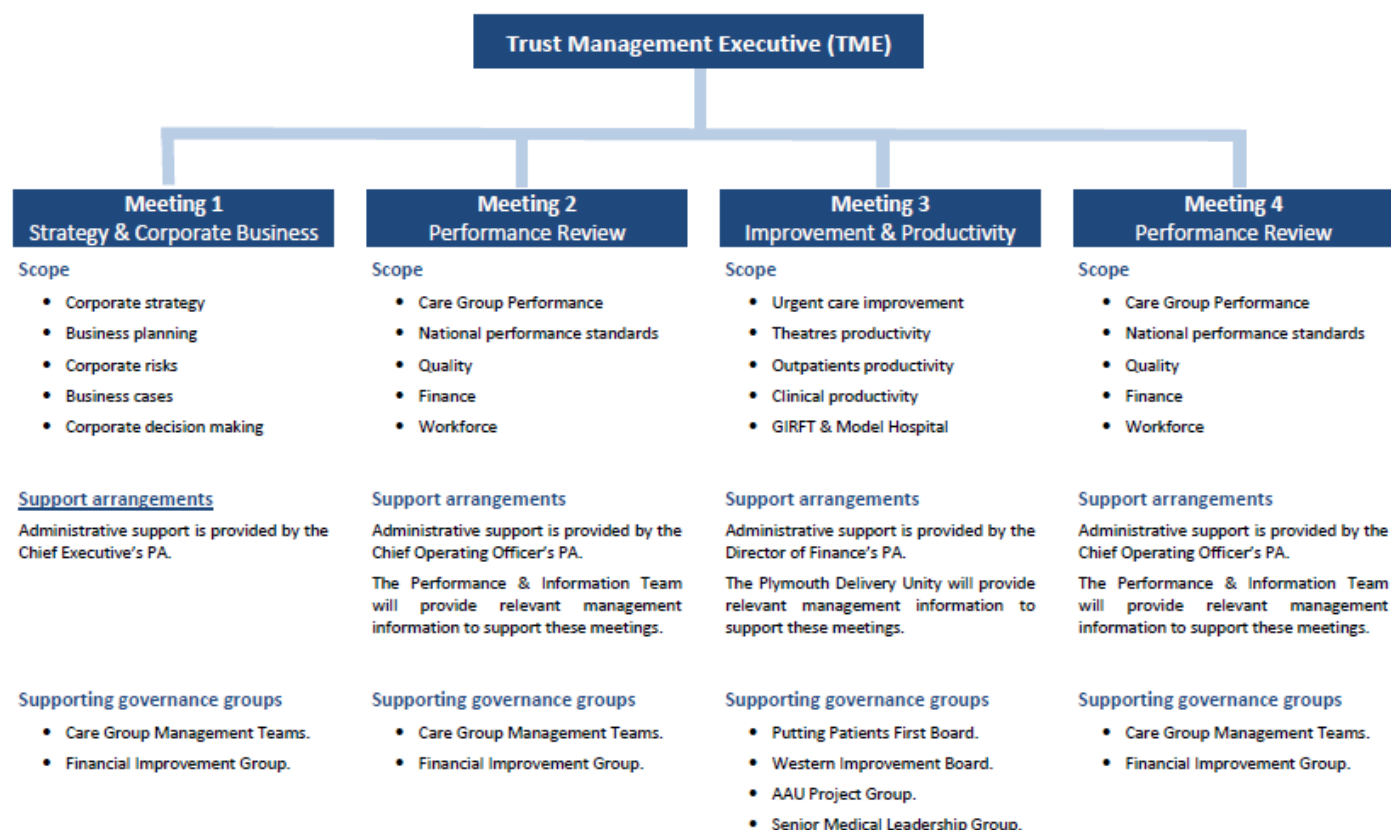 Trust Management Executive (TME)
Meeting 1
Strategy & Corporate Business
Scope
• Corporate strategy
• Business planning
• Corporate risks
• Business cases
• Corporate decision making
Support arrangements
Administrative support is provided by the
Chief Executive's PA.
Supporting governance groups
• Care Group Management Teams.
• Financial Improvement Group.
Meeting 2
Performance Review
Scope
• Care Group Performance
• National performance standards
• Quality
• Finance
• Workforce
Support arrangements
Administrative support is provided by the
Chief Operating Officer's PA.
The Performance & Information Team
will provide relevant management
information to support these meetings.
Supporting governance groups
• Care Group Management Teams.
• Financial Improvement Group.
Meeting 3
Improvement & Productivity
Scope
• Urgent care improvement
• Theatres productivity
• Outpatients productivity
• Clinical productivity
• GIRFT & Model Hospital
Support arrangements
Administrative support is provided by the
Director of Finance's PA.
The Plymouth Delivery Unity will provide
relevant management information to
support these meetings.
Supporting governance groups
• Putting Patients First Board.
• Western Improvement Board.
• AAU Project Group.
• Senior Medical Leadership Group.
Meeting 4
Performance Review
Scope
• Care Group Performance
• National performance standards
• Quality
• Finance
• Workforce
Support arrangements
Administrative support is provided by the
Chief Operating Officer's PA.
The Performance & Information Team
will provide relevant management
information to support these meetings.
Supporting governance groups
• Care Group Management Teams.
• Financial Improvement Group.